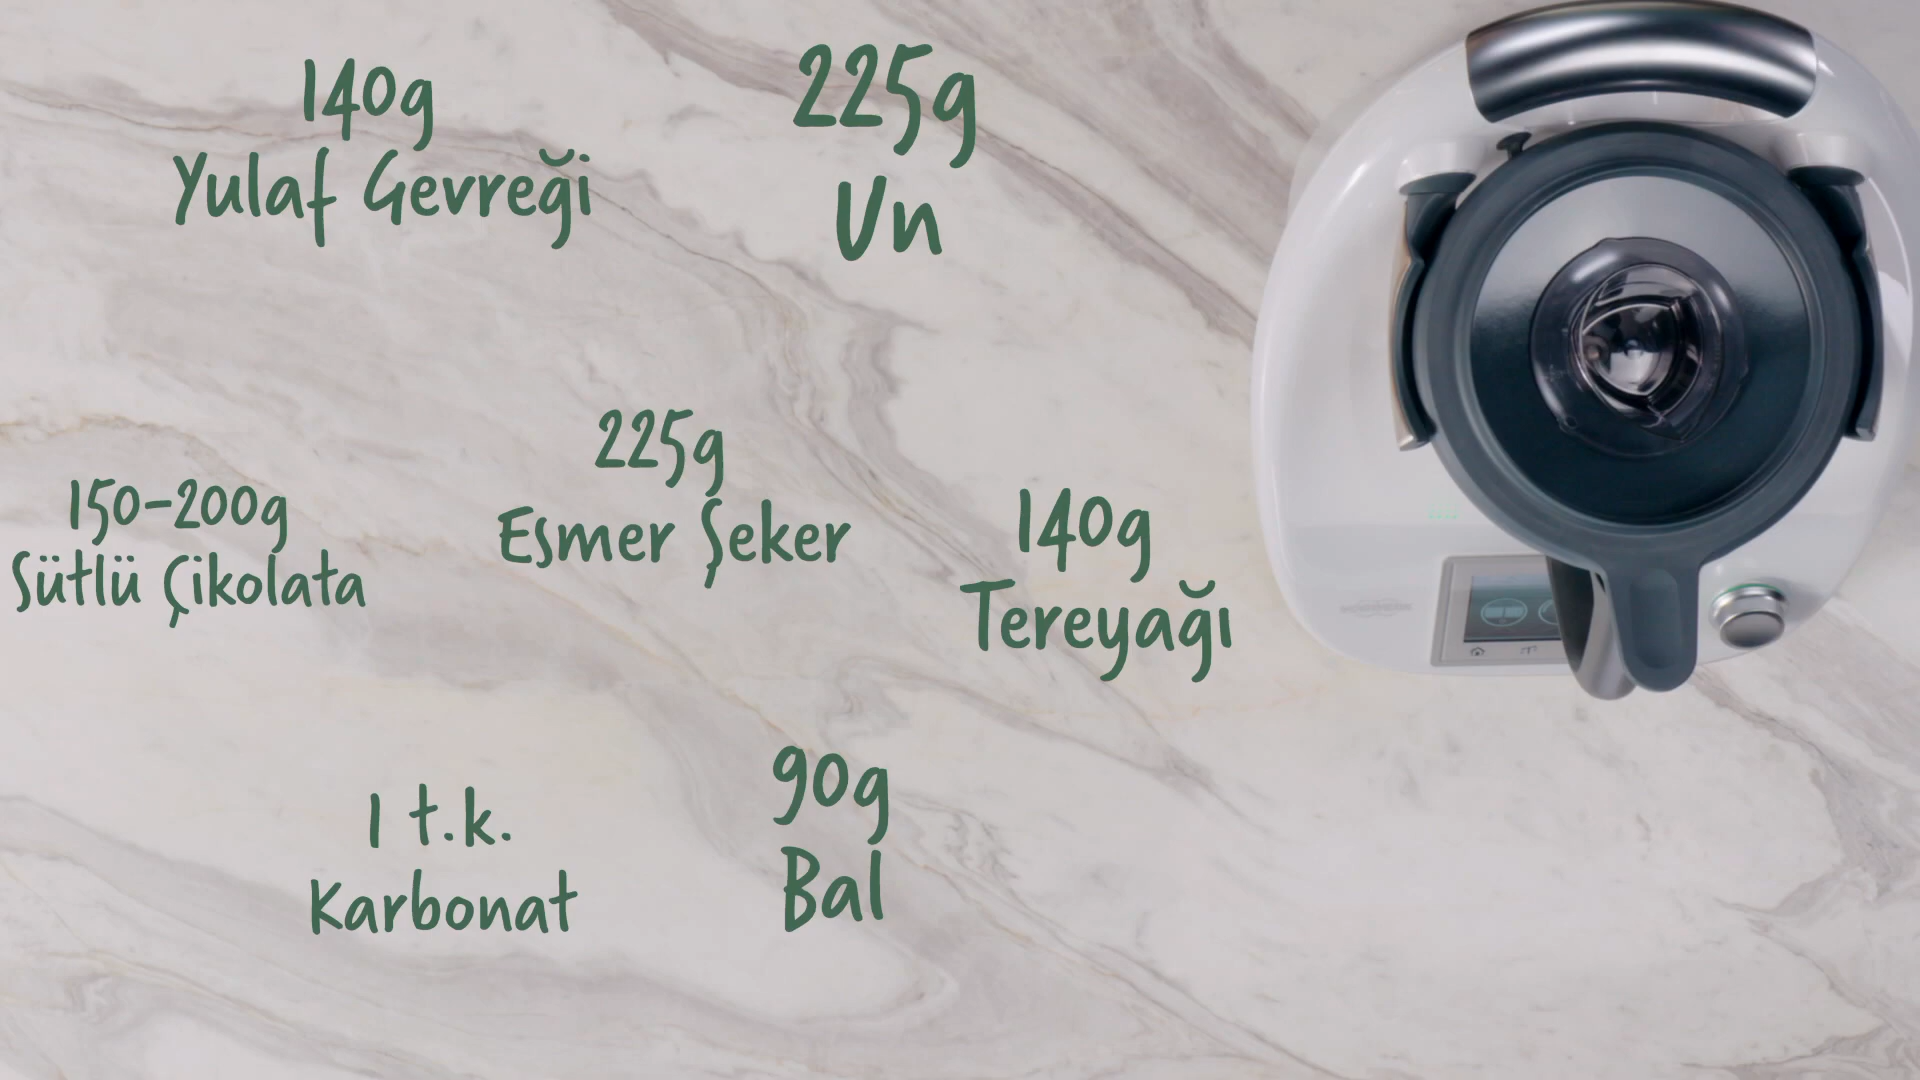 140g
Yulaf Gevreği
225g
Un
225g
Esmer Şeker
150-200g
Sütlü Çikolata
140g
Tereyağı
1 t.k.
Karbonat
90g
Bal